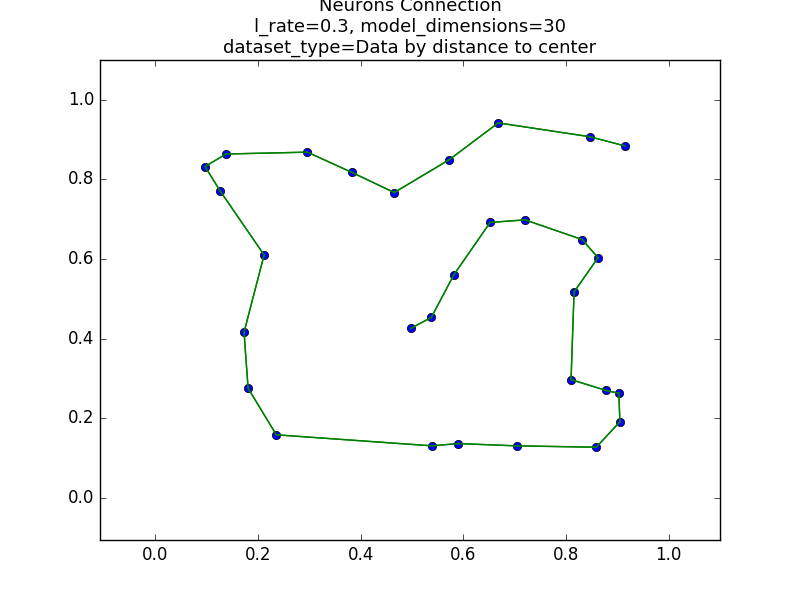 Neurons Connection
l_rate=0.3, model_dimensions=30
dataset_type=Data by distance to center
1.0
0.8
0.6
0.4
0.2
0.0
0.0 0.2 0.4 0.6 0.8 1.0